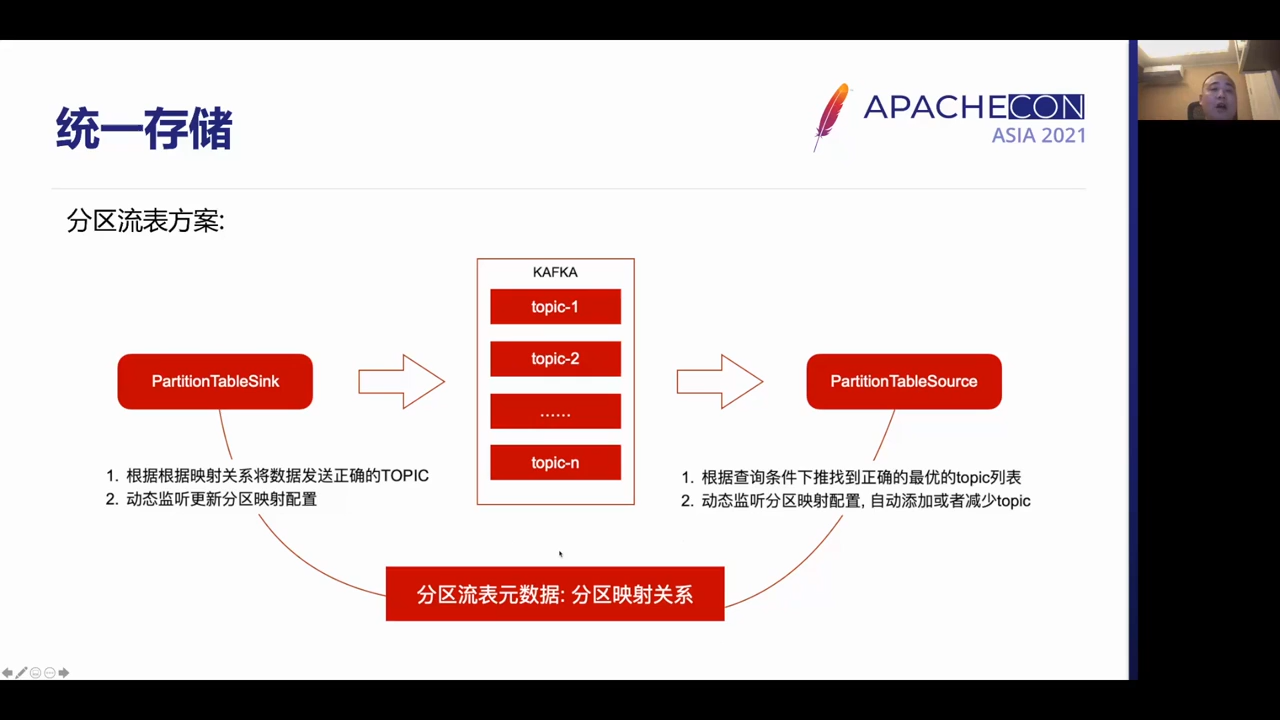 统一存储
APACHECON
ASIA 2021
分区流表方案:
KAFKA
topic-1
topic-2
......
topic-n
PartitionTableSink
PartitionTableSource
1. 根据根据映射关系将数据发送正确的TOPIC
2. 动态监听更新分区映射配置
1. 根据查询条件下推找到正确的最优的topic列表
2. 动态监听分区映射配置, 自动添加或者减少topic
分区流表元数据: 分区映射关系